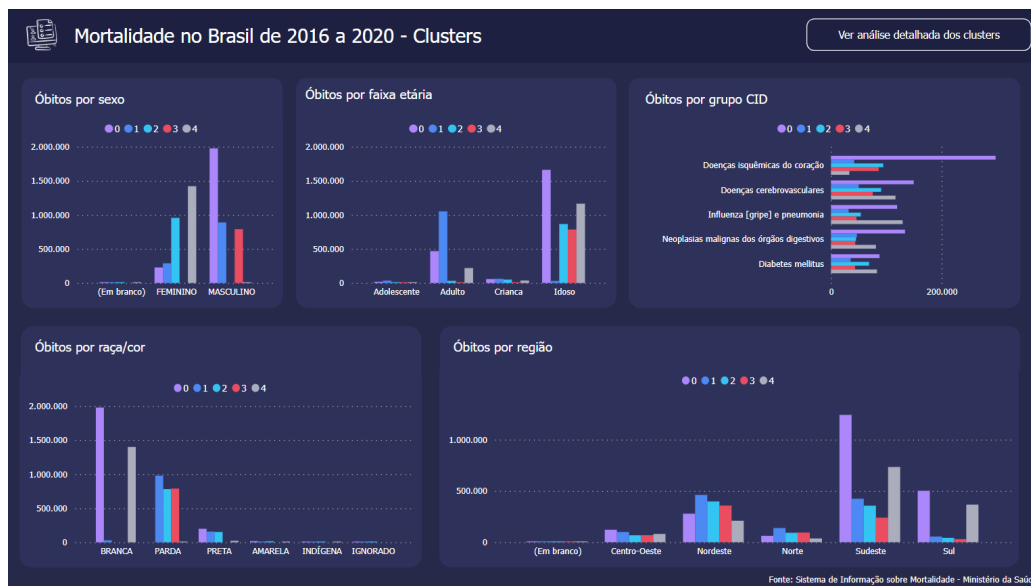 Mortalidade no Brasil de 2016 a 2020 - Clusters
Ver análise detalhada dos clusters
Óbitos por sexo
0 1 2 3 4
2.000.000
1.500.000
1.000.000
500.000
0
(Em branco) FEMININO MASCULINO
Óbitos por faixa etária
0 1 2 3 4
2.000.000
1.500.000
1.000.000
500.000
0
Adolescente Adulto Crianca Idoso
Óbitos por grupo CID
0 1 2 3 4
Doenças isquêmicas do coração
Doenças cerebrovasculares
Influenza [gripe] e pneumonia
Neoplasias malignas dos órgãos digestivos
Diabetes mellitus
0 200.000
Óbitos por raça/cor
0 1 2 3 4
2.000.000
1.500.000
1.000.000
500.000
0
BRANCA PARDA PRETA AMARELA INDÍGENA IGNORADO
Óbitos por região
0 1 2 3 4
1.000.000
500.000
0
(Em branco) Centro-Oeste Nordeste Norte Sudeste Sul
Fonte: Sistema de Informação sobre Mortalidade - Ministério da Saúd